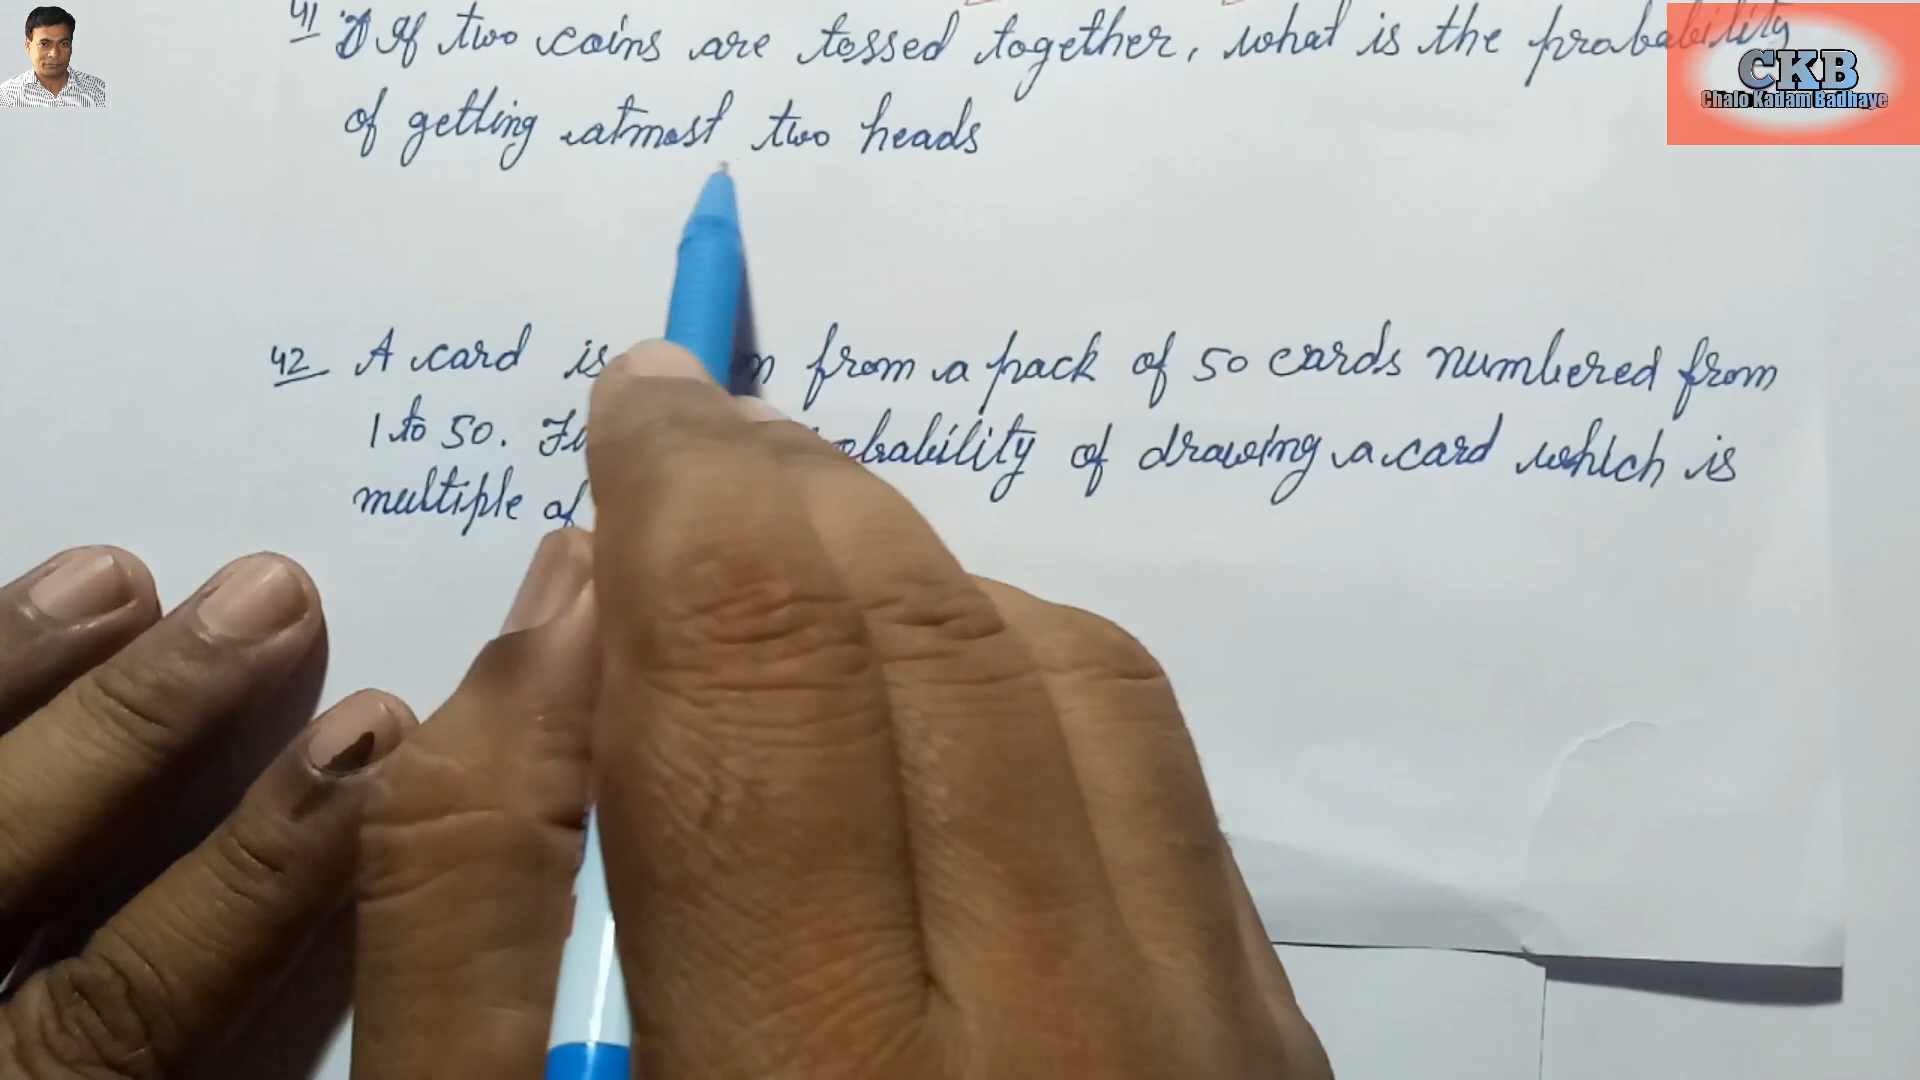 41 If two coins are tossed together, what is the probability
CKB
Chalo Kadam Badhaye
of getting atmost two heads
42 A card is from a pack of 50 cards numbered from
1 to 50. probability of drawing a card which is
multiple of